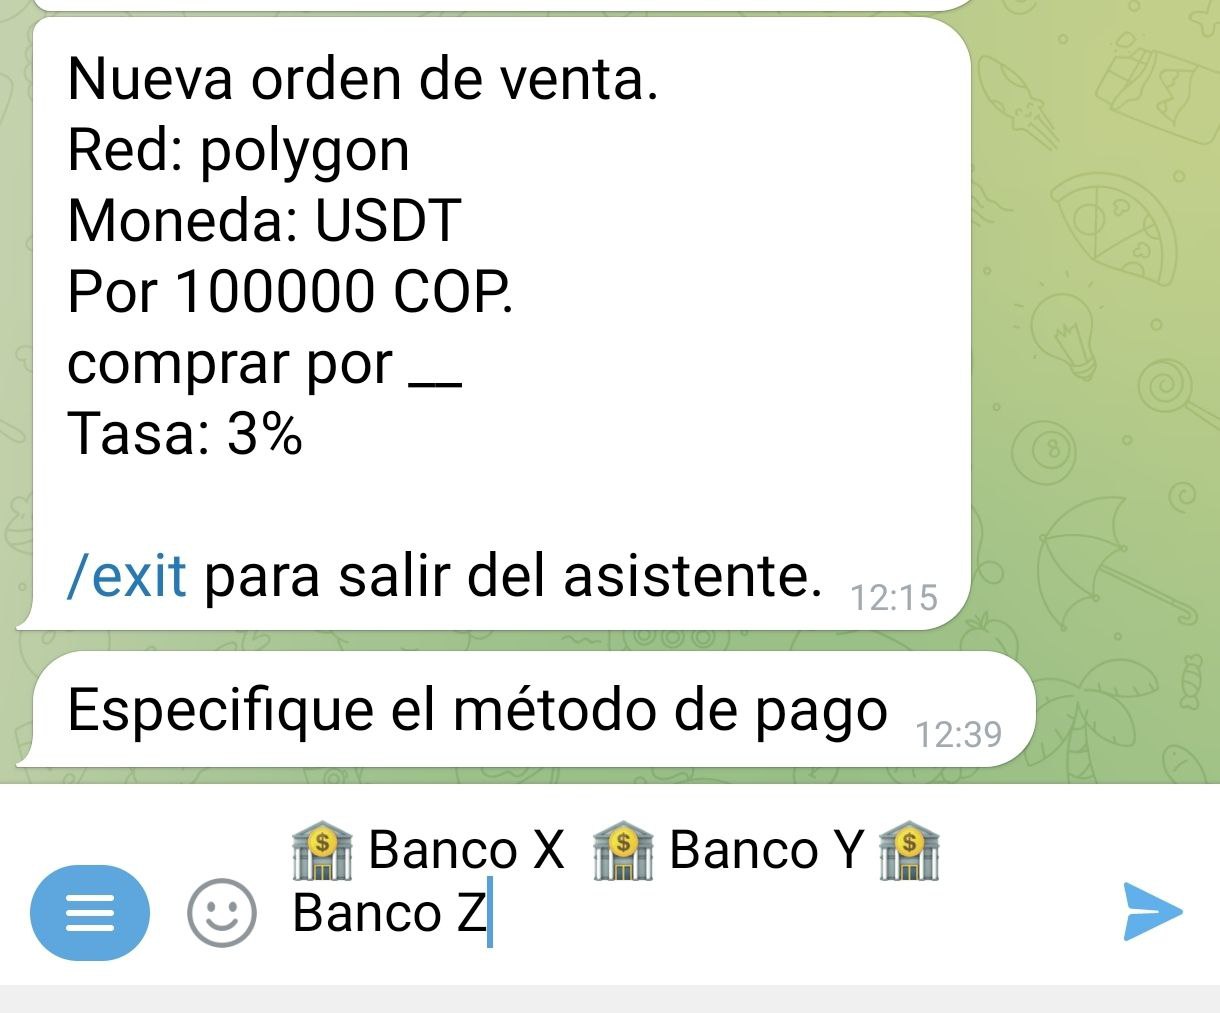 Nueva orden de venta.
Red: polygon
Moneda: USDT
Por 100000 COP.
comprar por __
Tasa: 3%
/exit para salir del asistente. 12:15
Especifique el método de pago 12:39
Banco X Banco Y
Banco Z